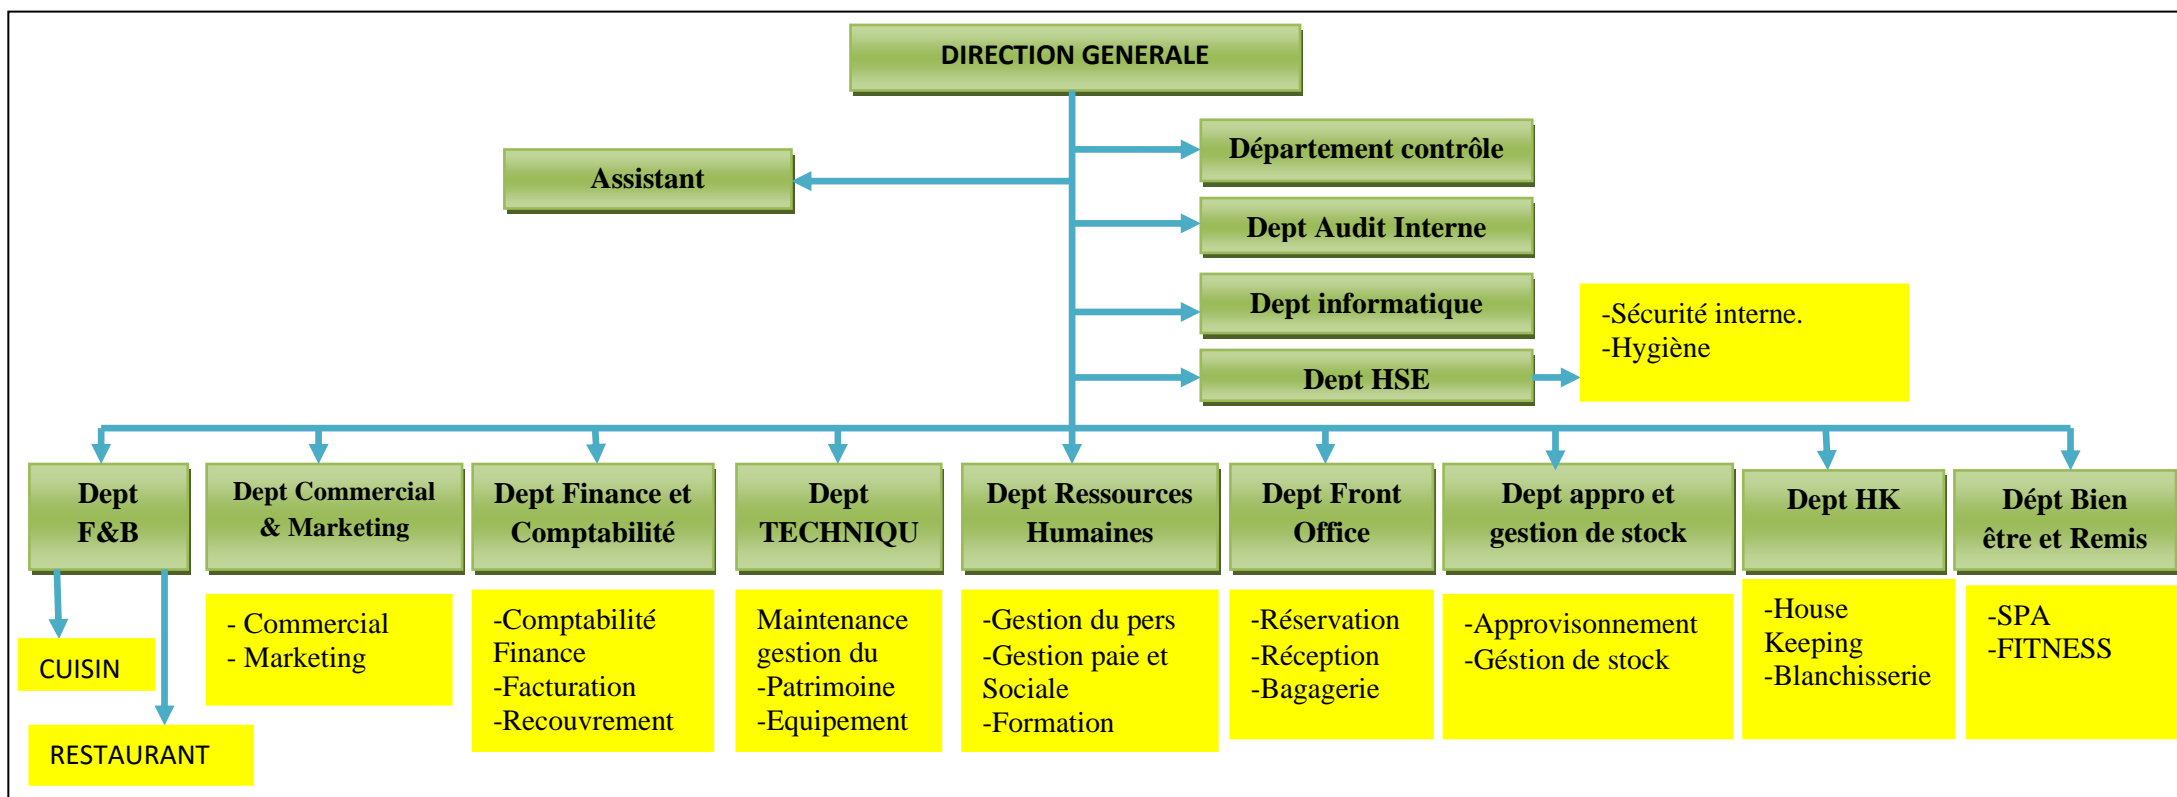 DIRECTION GENERALE
Département contrôle
Assistant
Dept Audit Interne
Dept informatique
-Sécurité interne.
-Hygiène
Dept HSE
Dept
F&B
Dept Commercial
& Marketing
Dept Finance et
Comptabilité
Dept
TECHNIQU
Dept Ressources
Humaines
Dept Front
Office
Dept appro et
gestion de stock
Dept HK
Dépt Bien
être et Remis
CUISIN
RESTAURANT
- Commercial
- Marketing
-Comptabilité
Finance
-Facturation
-Recouvrement
Maintenance
gestion du
-Patrimoine
-Equipement
-Gestion du pers
-Gestion paie et
Sociale
-Formation
-Réservation
-Réception
-Bagagerie
-Approvisonnement
-Géstion de stock
-House
Keeping
-Blanchisserie
-SPA
-FITNESS